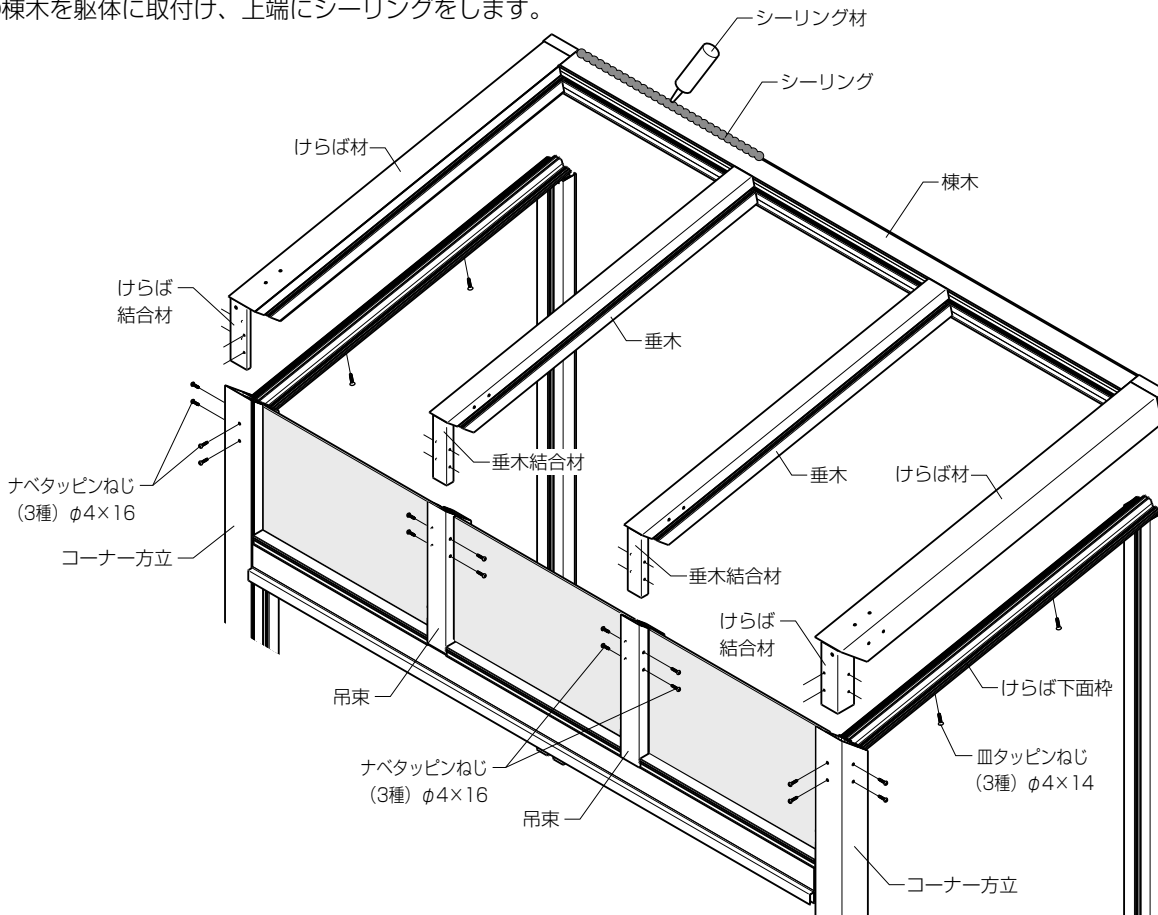 棟木を躯体に取付け、上端にシーリングをします。
シーリング材
シーリング
けらば材
棟木
けらば
結合材
垂木
垂木結合材
垂木
けらば材
ナベタッピンねじ
（3種）φ4×16
コーナー方立
垂木結合材
けらば
結合材
けらば下面枠
吊束
皿タッピンねじ
（3種）φ4×14
ナベタッピンねじ
（3種）φ4×16
吊束
コーナー方立